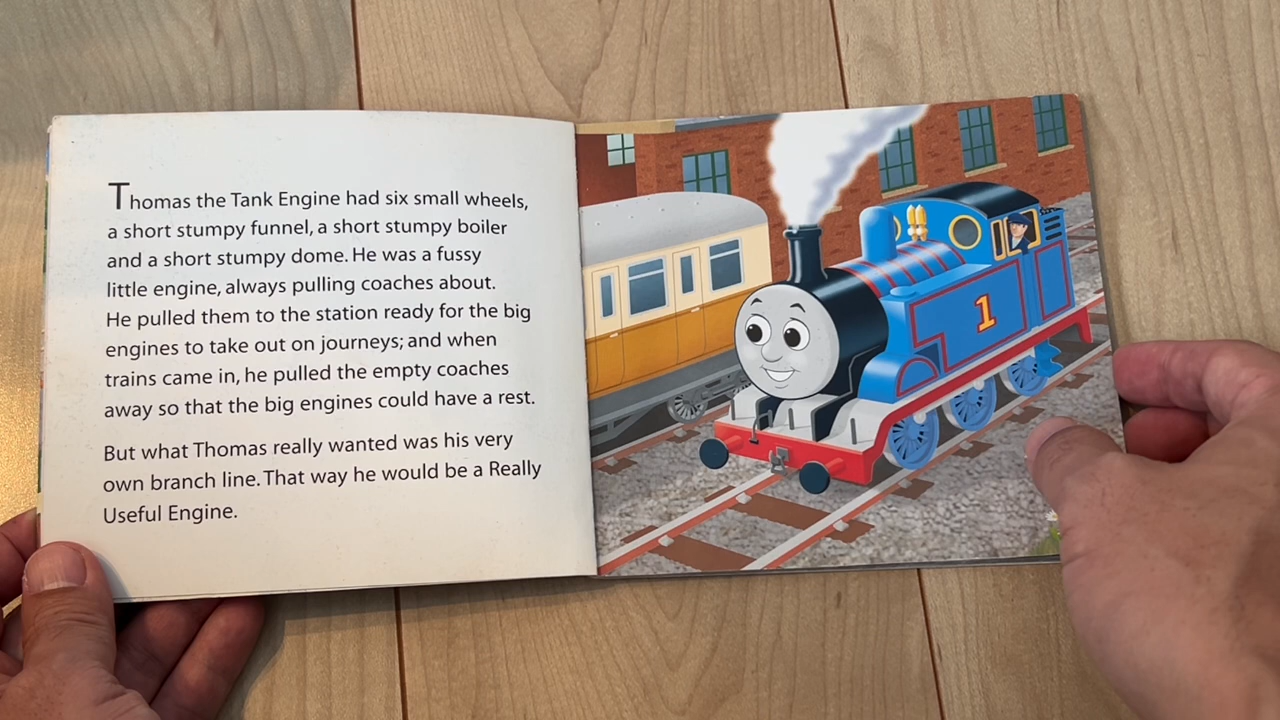 Thomas the Tank Engine had six small wheels,
a short stumpy funnel, a short stumpy boiler
and a short stumpy dome. He was a fussy
little engine, always pulling coaches about.
He pulled them to the station ready for the big
engines to take out on journeys; and when
trains came in, he pulled the empty coaches
away so that the big engines could have a rest.
But what Thomas really wanted was his very
own branch line. That way he would be a Really
Useful Engine.
1